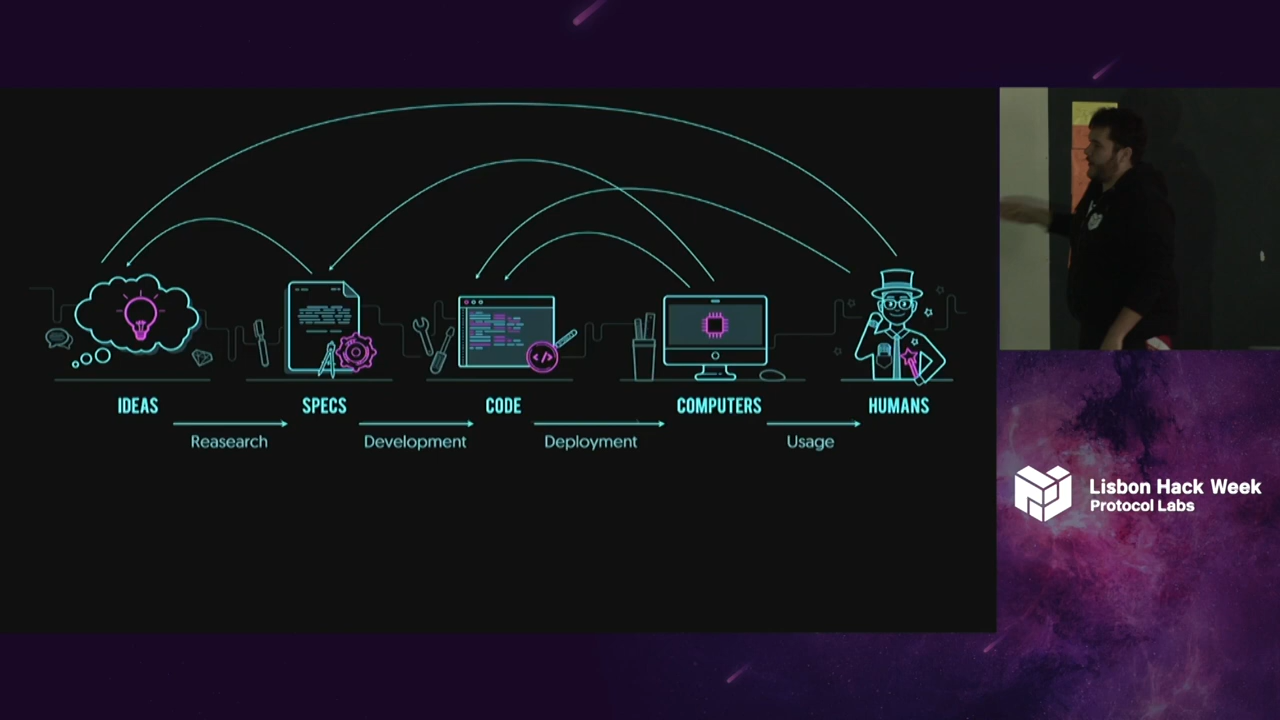 IDEAS
SPECS
CODE
COMPUTERS
HUMANS
Reasearch
Development
Deployment
Usage
Lisbon Hack Week
Protocol Labs